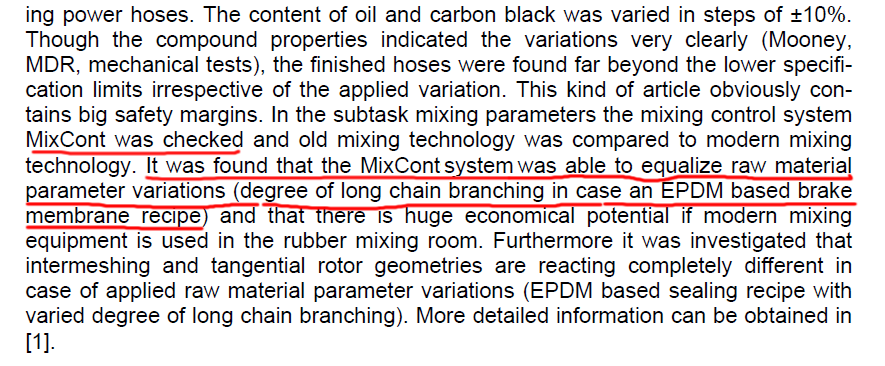 ing power hoses. The content of oil and carbon black was varied in steps of ±10%.
Though the compound properties indicated the variations very clearly (Mooney,
MDR, mechanical tests), the finished hoses were found far beyond the lower specifi-
cation limits irrespective of the applied variation. This kind of article obviously con-
tains big safety margins. In the subtask mixing parameters the mixing control system
MixCont was checked and old mixing technology was compared to modern mixing
technology. It was found that the MixCont system was able to equalize raw material
parameter variations (degree of long chain branching in case an EPDM based brake
membrane recipe) and that there is huge economical potential if modern mixing
equipment is used in the rubber mixing room. Furthermore it was investigated that
intermeshing and tangential rotor geometries are reacting completely different in
case of applied raw material parameter variations (EPDM based sealing recipe with
varied degree of long chain branching). More detailed information can be obtained in
[1].